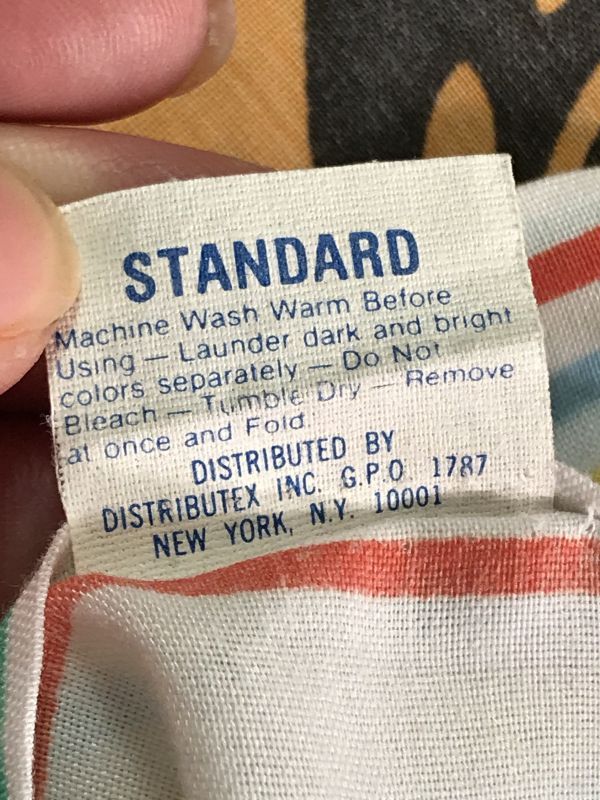 STANDARD
Machine Wash Warm Before
Using — Launder dark and bright
colors separately — Do Not
Bleach — Tumble Dry — Remove
at once and Fold
DISTRIBUTED BY
DISTRIBUTEX INC. G.P.O 1787
NEW YORK, N.Y. 10001